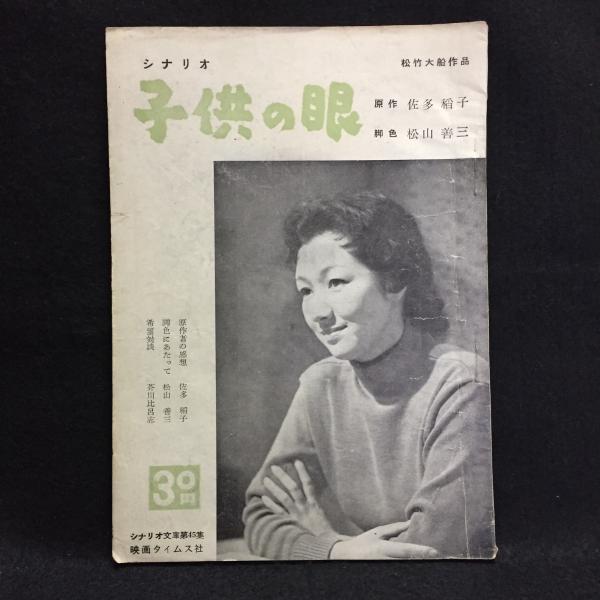 シナリオ
松竹大船作品
子供の眼
原作 佐多稲子
脚色 松山善三
原作者の感想 佐多稲子
脚色にあたって 松山善三
希望対談 芥川比呂志
30円
シナリオ文庫第45集
映画タイムス社